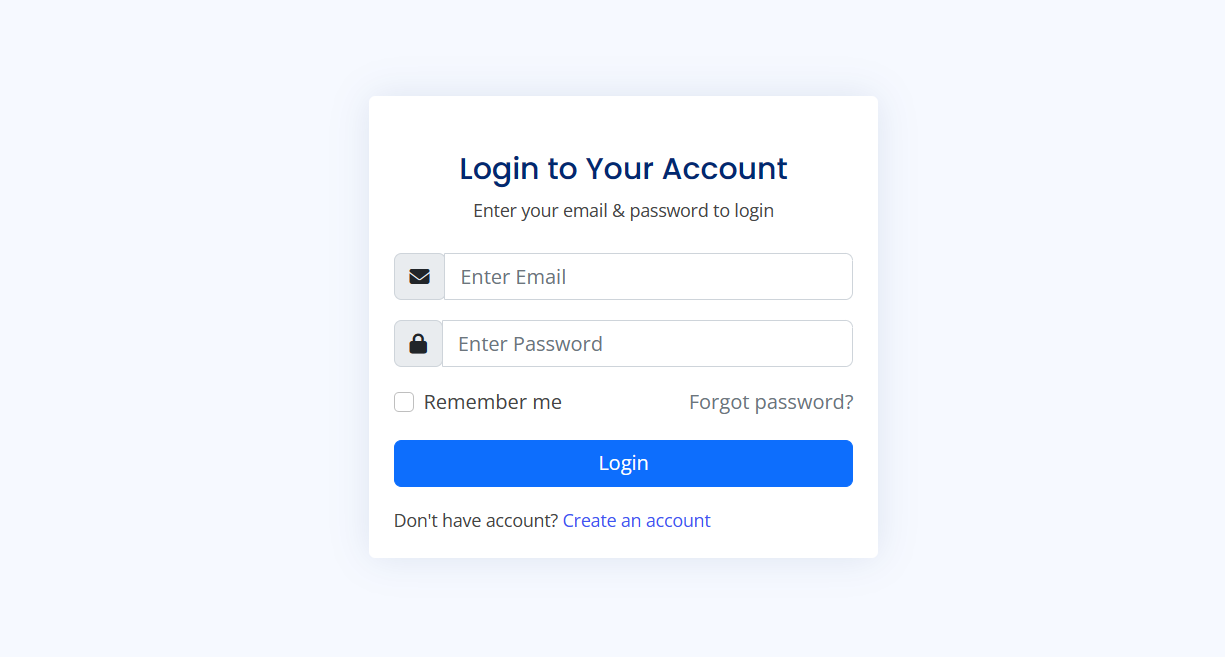 Login to Your Account
Enter your email & password to login
Enter Email
Enter Password
Remember me Forgot password?
Login
Don't have account? Create an account